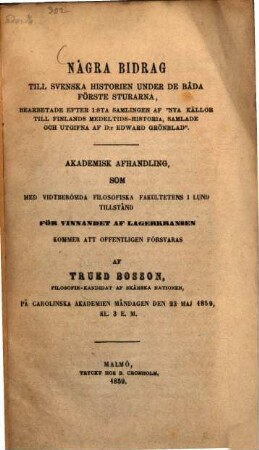 NÅGRA BIDRAG
TILL SVENSKA HISTORIEN UNDER DE BÅDA
FÖRSTE STURARNA,
BEARBETADE EFTER 1:STA SAMLINGEN AF "NYA KÄLLOR
TILL FINLANDS MEDELTIDS-HISTORIA, SAMLADE
OCH UTGIFNA AF D:r EDWARD GRÖNBLAD".
AKADEMISK AFHANDLING,
SOM
MED VIDTBERÖMDA FILOSOFISKA FAKULTETENS I LUND
TILLSTÅND
FÖR VINNANDET AF LAGERKRANSEN
KOMMER ATT OFFENTLIGEN FÖRSVARAS
AF
TRUED BOSSON,
FILOSOFIE-KANDIDAT AF SKÅNSKA NATIONEN,
PÅ CAROLINSKA AKADEMIEN MÅNDAGEN DEN 23 MAJ 1859,
KL. 3 E. M.
MALMÖ,
TRYCKT HOS B. CRONHOLM,
1859.